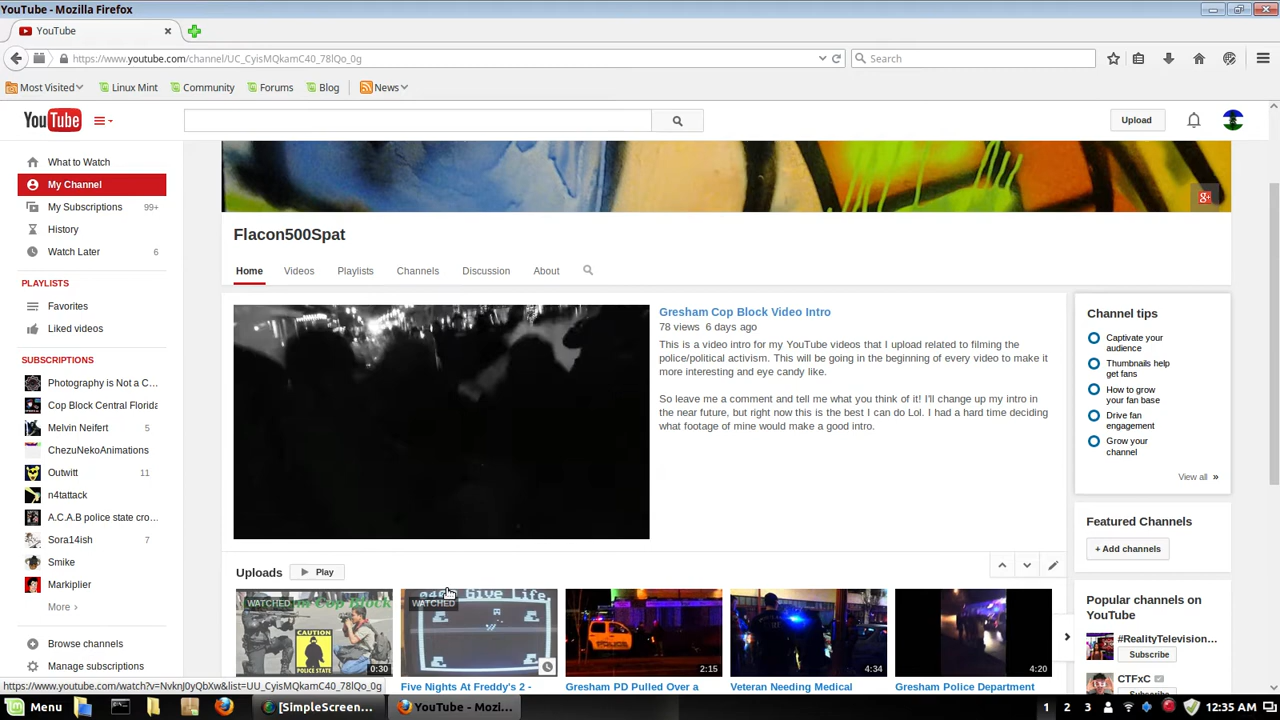 YouTube - Mozilla Firefox
YouTube
https://www.youtube.com/channel/UC_CyisMQkamC40_78lQo_0g
Search
Most Visited
Linux Mint
Community
Forums
Blog
News
YouTube
Upload
What to Watch
My Channel
My Subscriptions 99+
History
Watch Later 6
PLAYLISTS
Favorites
Liked videos
SUBSCRIPTIONS
Photography is Not a C...
Cop Block Central Florida
Melvin Neifert 5
ChezuNekoAnimations
Outwitt 11
n4tattack
A.C.A.B police state cro...
Sora14ish 7
Smike
Markiplier
More ›
Browse channels
Manage subscriptions
g+
Flacon500Spat
Home
Videos
Playlists
Channels
Discussion
About
Gresham Cop Block Video Intro
78 views 6 days ago
This is a video intro for my YouTube videos that I upload related to filming the
police/political activism. This will be going in the beginning of every video to make it
more interesting and eye candy like.
So leave me a comment and tell me what you think of it! I'll change up my intro in
the near future, but right now this is the best I can do Lol. I had a hard time deciding
what footage of mine would make a good intro.
Uploads
Play
WATCHED
CAUTION
POLICE STATE
0:30
WATCHED
Give Life
Five Nights At Freddy's 2 -
POLICE
2:15
Gresham PD Pulled Over a
4:34
Veteran Needing Medical
4:20
Gresham Police Department
Channel tips
Captivate your
audience
Thumbnails help
get fans
How to grow
your fan base
Drive fan
engagement
Grow your
channel
View all »
Featured Channels
+ Add channels
Popular channels on
YouTube
#RealityTelevision...
Subscribe
CTFxC
Subscribe
https://www.youtube.com/watch?v=NvknJ0yQbXw&list=UU_CyisMQkamC40_78lQo_0g
Menu
[SimpleScreen...
YouTube - Mozi...
1 2 3
12:35 AM